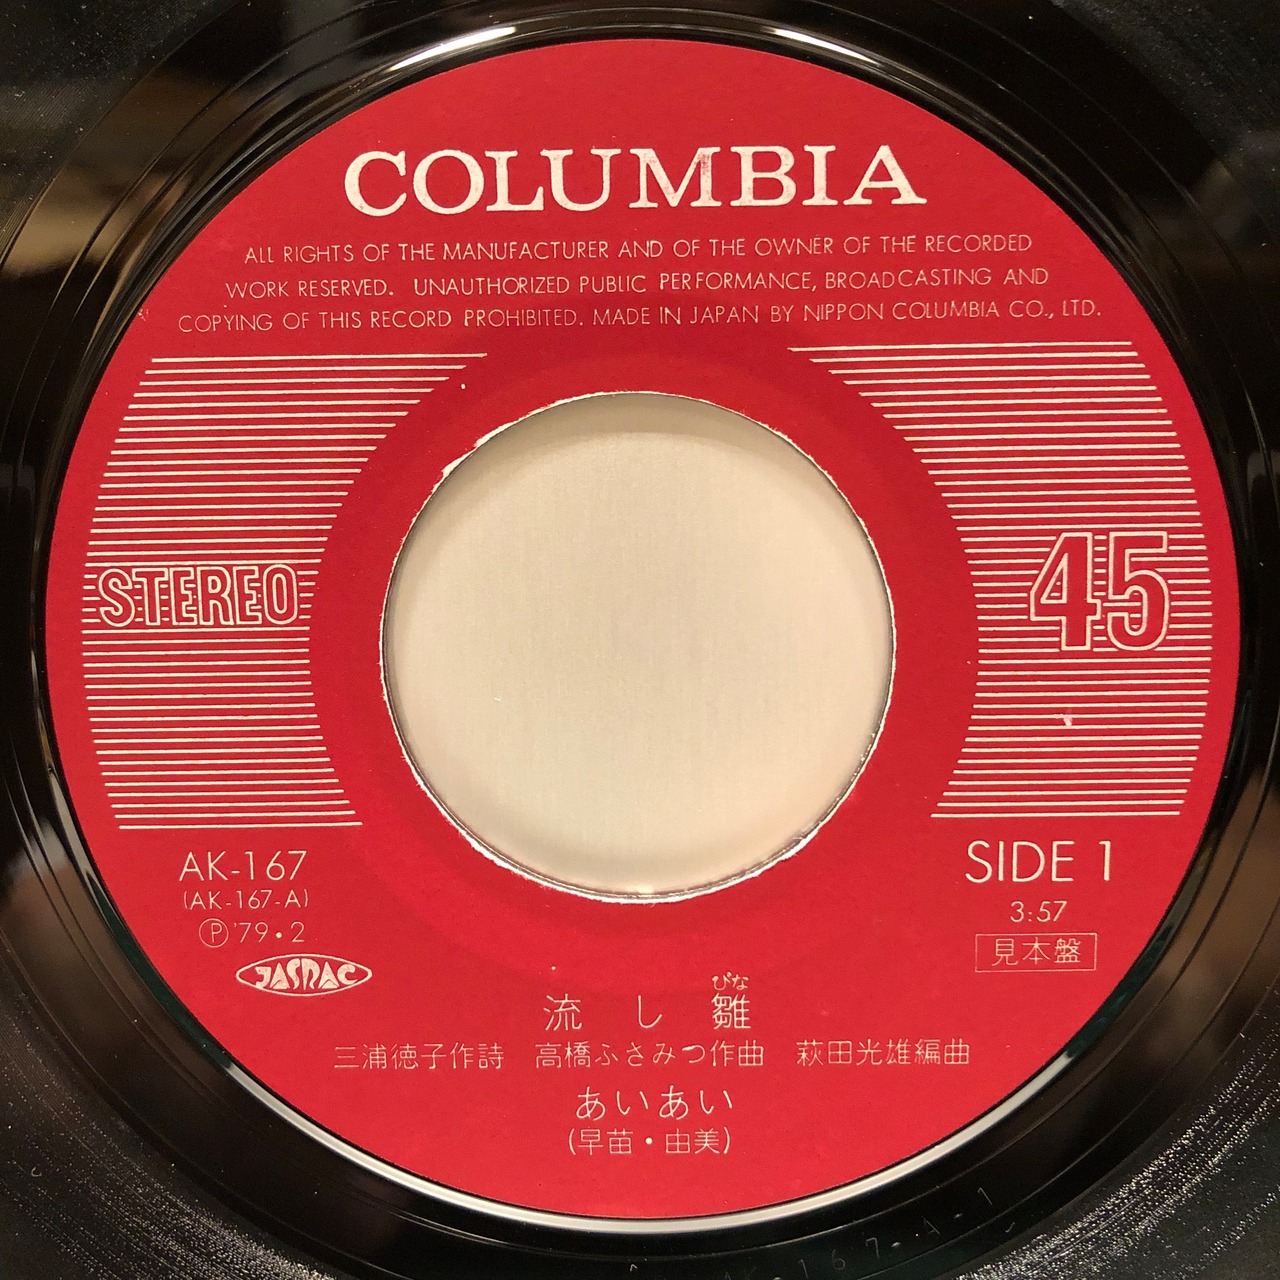 COLUMBIA
ALL RIGHTS OF THE MANUFACTURER AND OF THE OWNER OF THE RECORDED
WORK RESERVED. UNAUTHORIZED PUBLIC PERFORMANCE, BROADCASTING AND
COPYING OF THIS RECORD PROHIBITED. MADE IN JAPAN BY NIPPON COLUMBIA CO., LTD.
STEREO
45
AK-167
(AK-167-A)
Ⓟ'79・2
JASRAC
SIDE 1
3:57
見本盤
びな
流し雛
三浦徳子作詩 高橋ふさみつ作曲 萩田光雄編曲
あいあい
(早苗・由美)